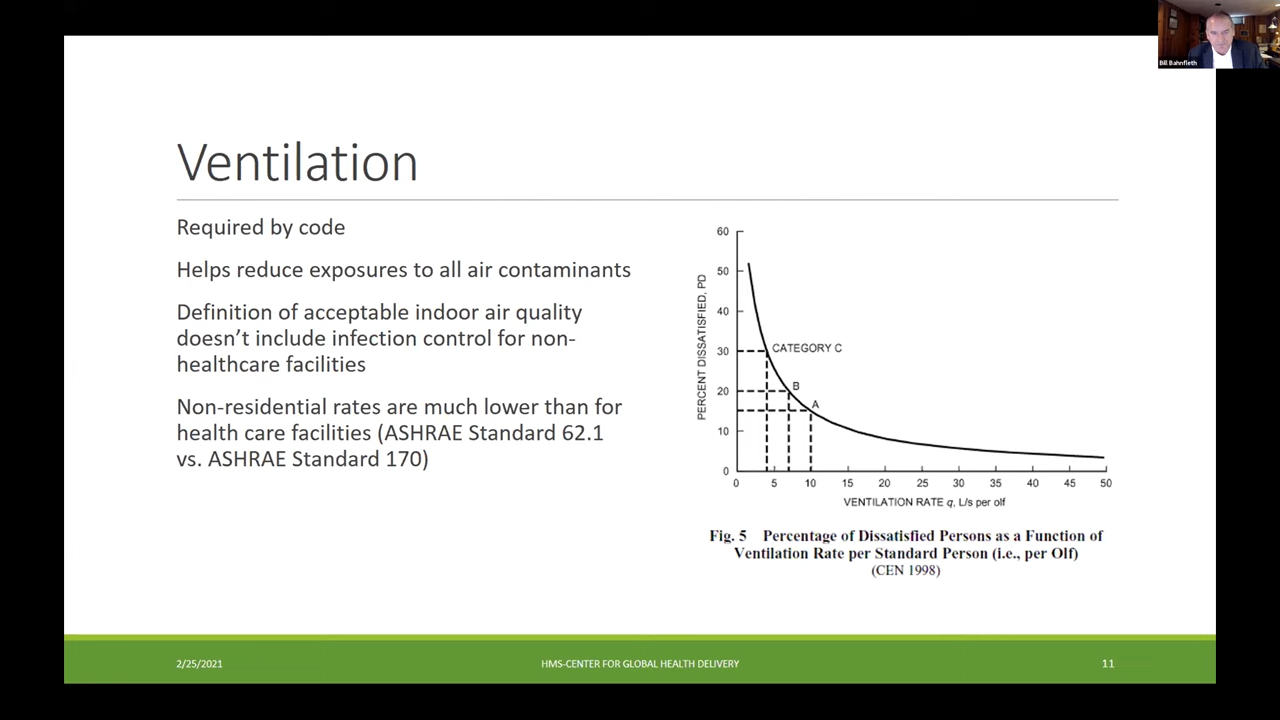 Bill Bahnfleth
Ventilation
Required by code
Helps reduce exposures to all air contaminants
Definition of acceptable indoor air quality
doesn’t include infection control for non-
healthcare facilities
Non-residential rates are much lower than for
health care facilities (ASHRAE Standard 62.1
vs. ASHRAE Standard 170)
PERCENT DISSATISFIED, PD
60
50
40
30
20
10
0
CATEGORY C
B
A
0 5 10 15 20 25 30 35 40 45 50
VENTILATION RATE q, L/s per olf
Fig. 5 Percentage of Dissatisfied Persons as a Function of
Ventilation Rate per Standard Person (i.e., per Olf)
(CEN 1998)
2/25/2021
HMS-CENTER FOR GLOBAL HEALTH DELIVERY
11